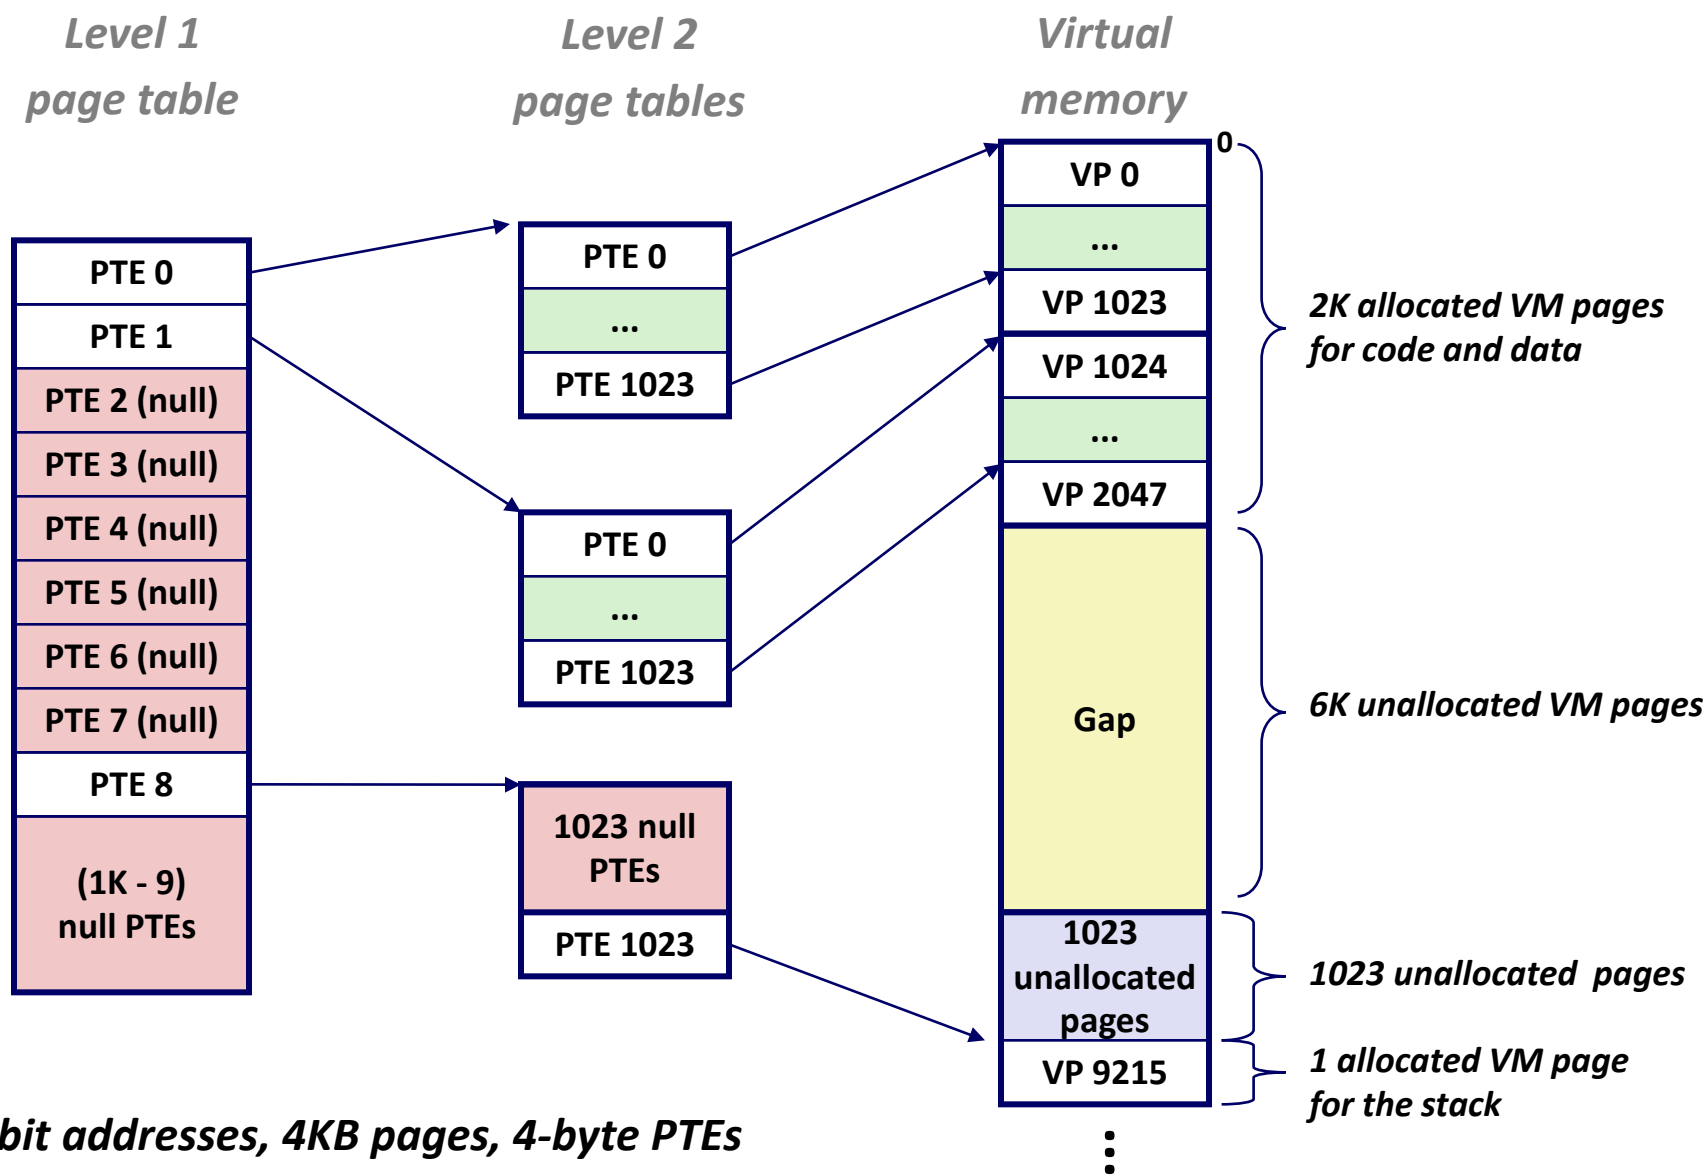 Level 1
page table
Level 2
page tables
Virtual
memory
PTE 0
PTE 1
PTE 2 (null)
PTE 3 (null)
PTE 4 (null)
PTE 5 (null)
PTE 6 (null)
PTE 7 (null)
PTE 8
(1K - 9)
null PTEs
PTE 0
...
PTE 1023
PTE 0
...
PTE 1023
1023 null
PTEs
PTE 1023
0
VP 0
...
VP 1023
VP 1024
...
VP 2047
Gap
1023
unallocated
pages
VP 9215
2K allocated VM pages
for code and data
6K unallocated VM pages
1023 unallocated pages
1 allocated VM page
for the stack
bit addresses, 4KB pages, 4-byte PTEs